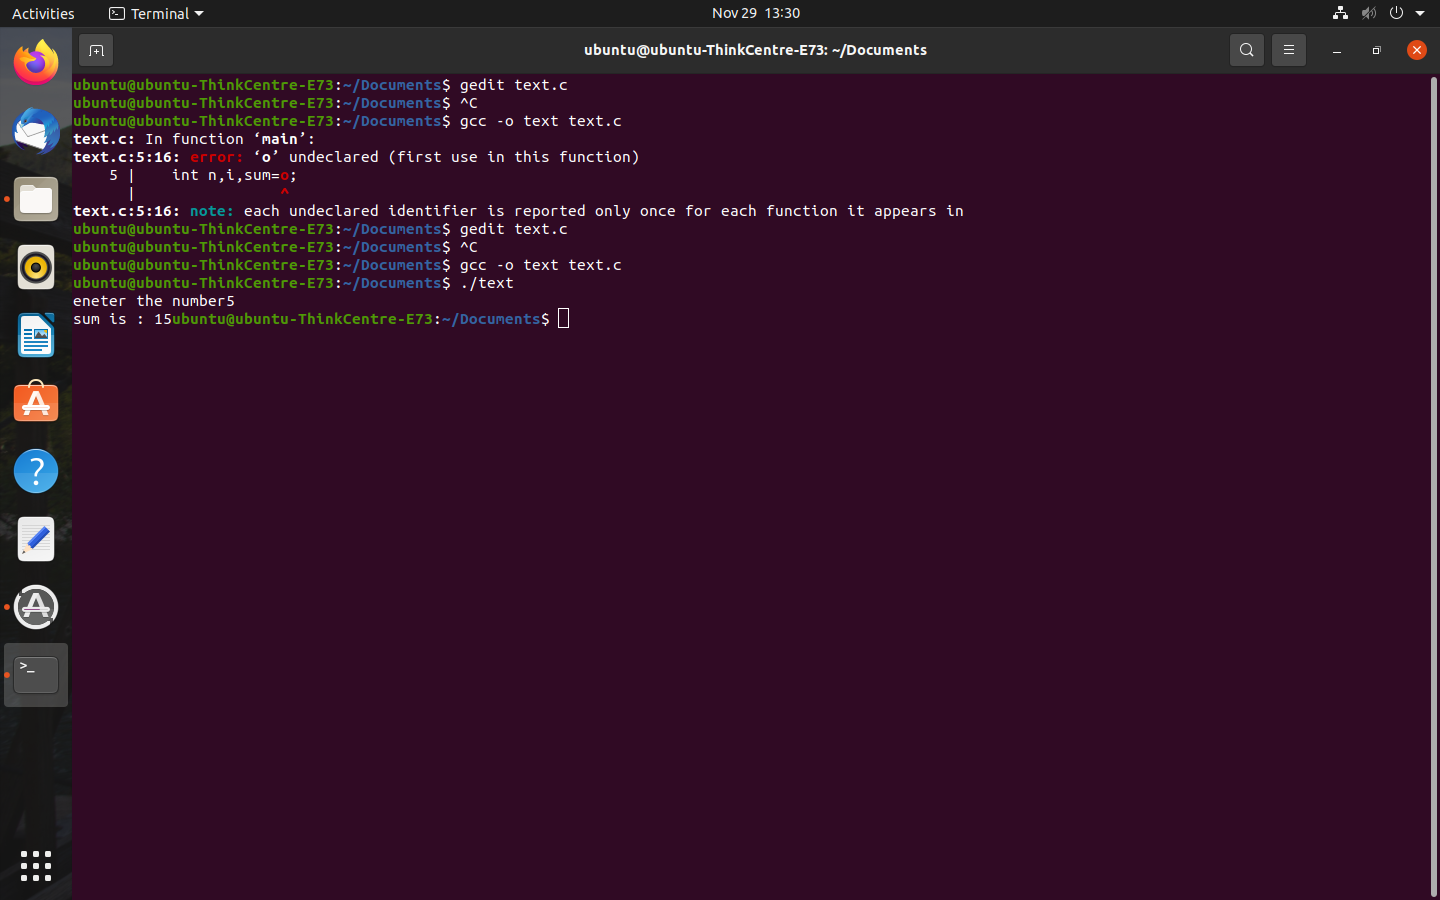 Activities
Terminal
Nov 29 13:30
ubuntu@ubuntu-ThinkCentre-E73: ~/Documents
ubuntu@ubuntu-ThinkCentre-E73:~/Documents$ gedit text.c
ubuntu@ubuntu-ThinkCentre-E73:~/Documents$ ^C
ubuntu@ubuntu-ThinkCentre-E73:~/Documents$ gcc -o text text.c
text.c: In function ‘main’:
text.c:5:16: error: ‘o’ undeclared (first use in this function)
    5 |    int n,i,sum=o;
      |                ^
text.c:5:16: note: each undeclared identifier is reported only once for each function it appears in
ubuntu@ubuntu-ThinkCentre-E73:~/Documents$ gedit text.c
ubuntu@ubuntu-ThinkCentre-E73:~/Documents$ ^C
ubuntu@ubuntu-ThinkCentre-E73:~/Documents$ gcc -o text text.c
ubuntu@ubuntu-ThinkCentre-E73:~/Documents$ ./text
eneter the number5
sum is : 15ubuntu@ubuntu-ThinkCentre-E73:~/Documents$